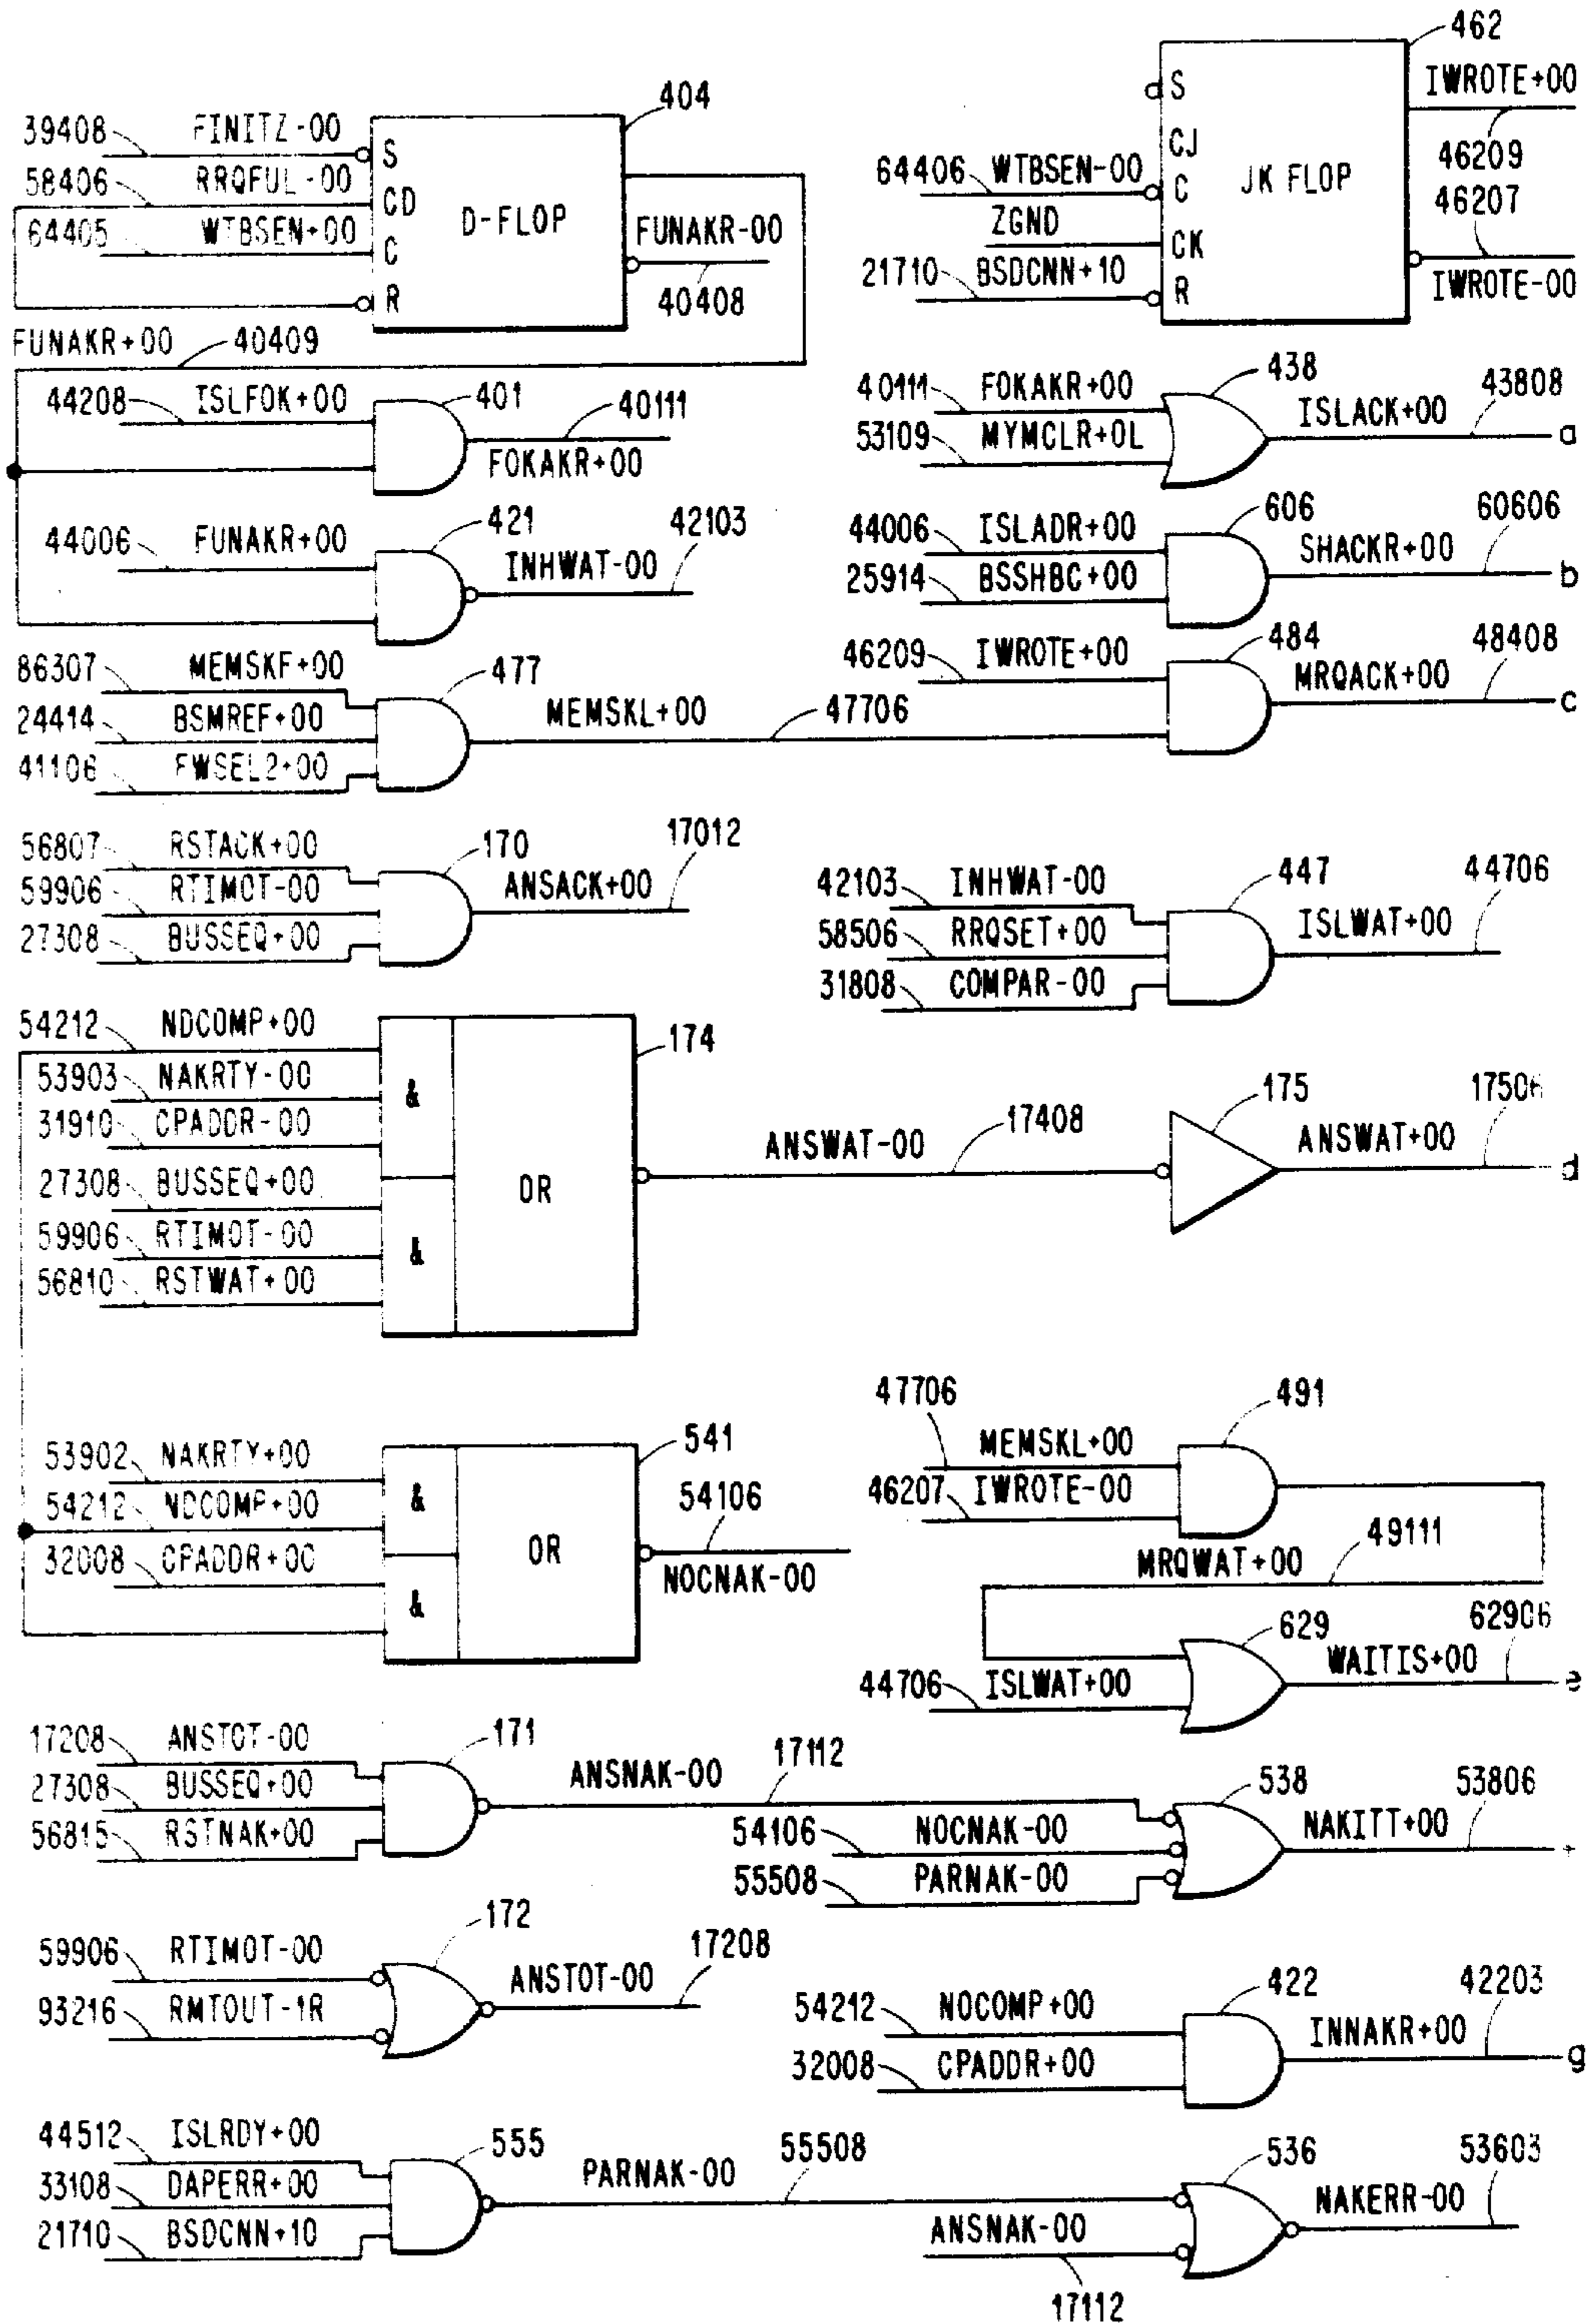 462
IWROTE+00
46209
46207
IWROTE-00
S
CJ
C
CK
R
JK FLOP
64406 WTBSEN-00
ZGND
21710 BSDCNN+10
404
39408 FINITZ-00
58406 RRQFUL-00
64405 WTBSEN+00
S
CD
C
R
D-FLOP
FUNAKR-00
40408
FUNAKR+00 40409
44208 ISLFOK+00
401
40111
FOKAKR+00
40111 FOKAKR+00
53109 MYMCLR+0L
438
ISLACK+00
43808
a
44006 FUNAKR+00
421
INHWAT-00
42103
44006 ISLADR+00
25914 BSSHBC+00
606
SHACKR+00
60606
b
86307 MEMSKF+00
24414 BSMREF+00
41106 FWSEL2+00
477
MEMSKL+00
47706
46209 IWROTE+00
484
MRQACK+00
48408
c
56807 RSTACK+00
59906 RTIMOT-00
27308 BUSSEQ+00
170
ANSACK+00
17012
42103 INHWAT-00
58506 RRQSET+00
31808 COMPAR-00
447
ISLWAT+00
44706
54212 NDCOMP+00
53903 NAKRTY-00
31910 CPADDR-00
27308 BUSSEQ+00
59906 RTIMOT-00
56810 RSTWAT+00
&
&
OR
174
ANSWAT-00
17408
175
ANSWAT+00
17506
d
53902 NAKRTY+00
54212 NDCOMP+00
32008 CPADDR+00
&
&
OR
541
54106
NOCNAK-00
47706
MEMSKL+00
46207 IWROTE-00
491
MRQWAT+00
49111
44706 ISLWAT+00
629
WAITIS+00
62906
e
17208 ANSTOT-00
27308 BUSSEQ+00
56815 RSTNAK+00
171
ANSNAK-00
17112
54106 NOCNAK-00
55508 PARNAK-00
538
NAKITT+00
53806
59906 RTIMOT-00
93216 RMTOUT-1R
172
ANSTOT-00
17208
54212 NOCOMP+00
32008 CPADDR+00
422
INNAKR+00
42203
g
44512 ISLRDY+00
33108 DAPERR+00
21710 BSDCNN+10
555
PARNAK-00
55508
ANSNAK-00
17112
536
NAKERR-00
53603